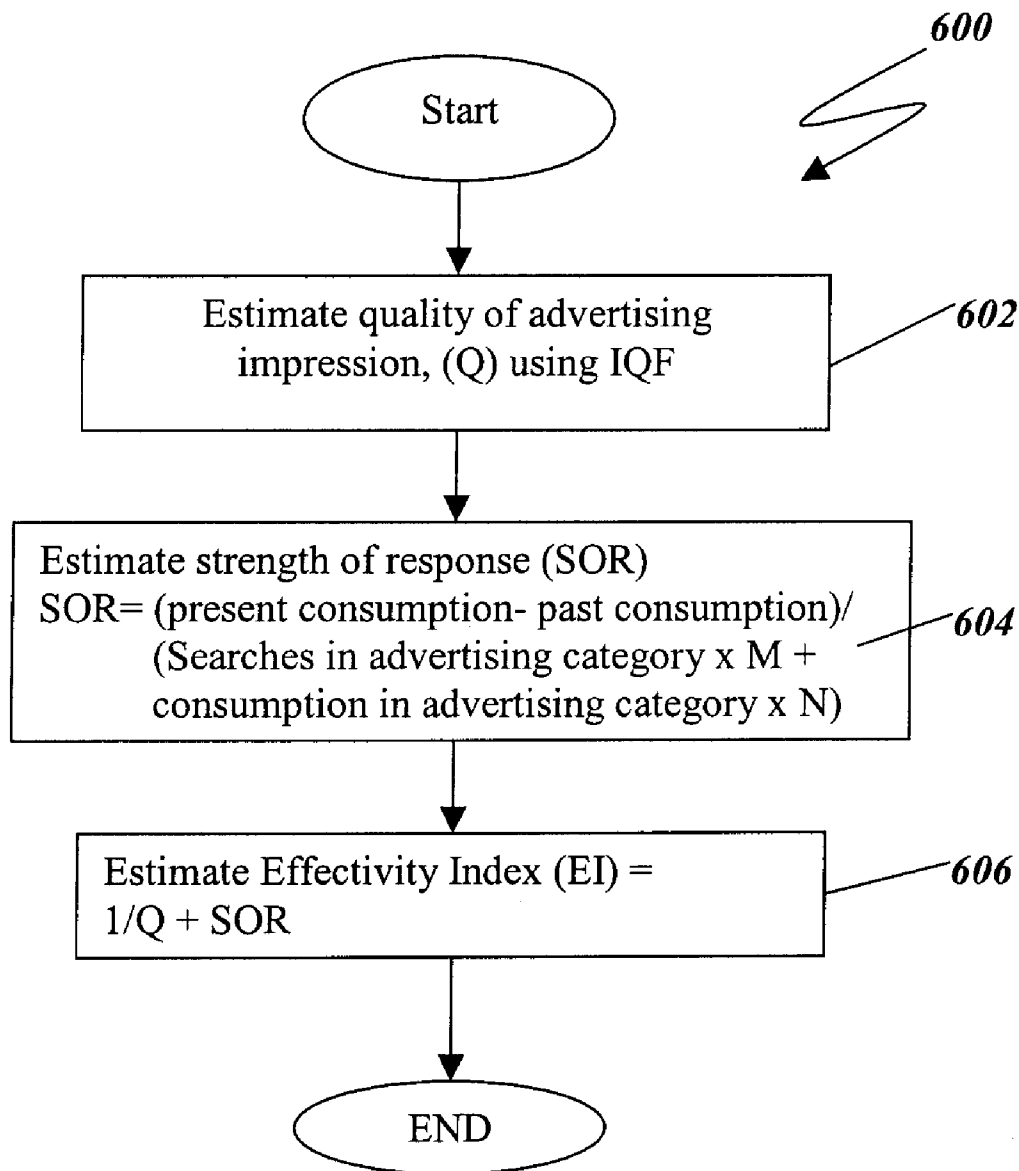 600
Start
Estimate quality of advertising
impression, (Q) using IQF
602
Estimate strength of response (SOR)
SOR= (present consumption- past consumption)/
(Searches in advertising category x M +
consumption in advertising category x N)
604
Estimate Effectivity Index (EI) =
1/Q + SOR
606
END